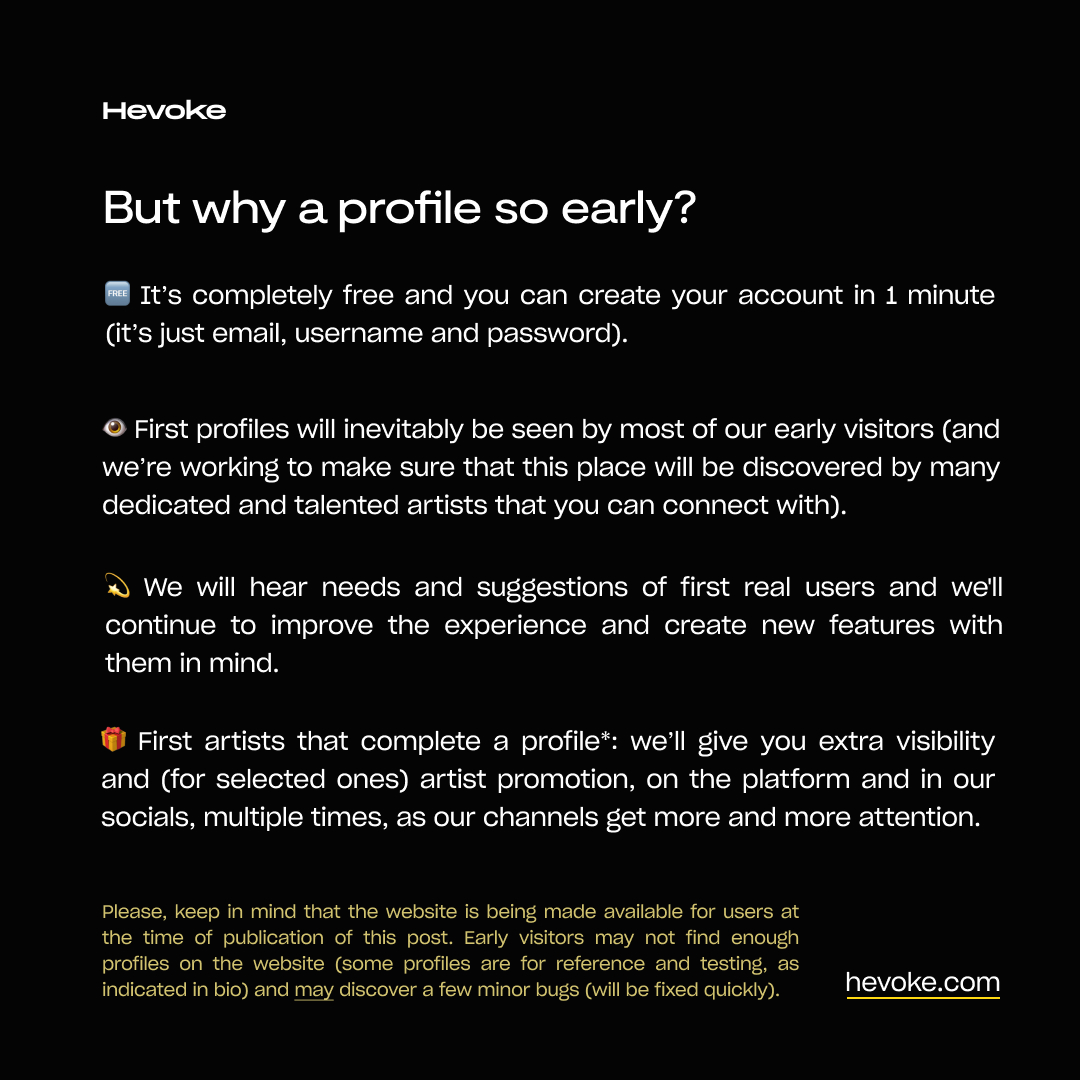 Hevoke
But why a profile so early?
🆓 It’s completely free and you can create your account in 1 minute
(it’s just email, username and password).
👁️ First profiles will inevitably be seen by most of our early visitors (and
we’re working to make sure that this place will be discovered by many
dedicated and talented artists that you can connect with).
💫 We will hear needs and suggestions of first real users and we'll
continue to improve the experience and create new features with
them in mind.
🎁 First artists that complete a profile*: we’ll give you extra visibility
and (for selected ones) artist promotion, on the platform and in our
socials, multiple times, as our channels get more and more attention.
Please, keep in mind that the website is being made available for users at
the time of publication of this post. Early visitors may not find enough
profiles on the website (some profiles are for reference and testing, as
indicated in bio) and may discover a few minor bugs (will be fixed quickly).
hevoke.com